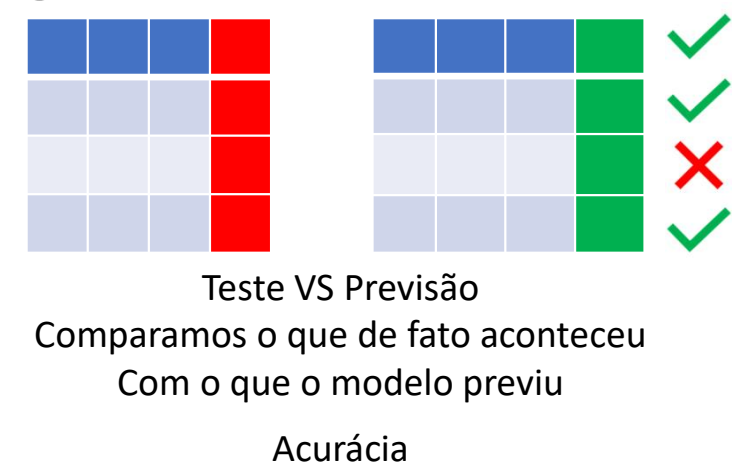 Teste VS Previsão
Comparamos o que de fato aconteceu
Com o que o modelo previu
Acurácia